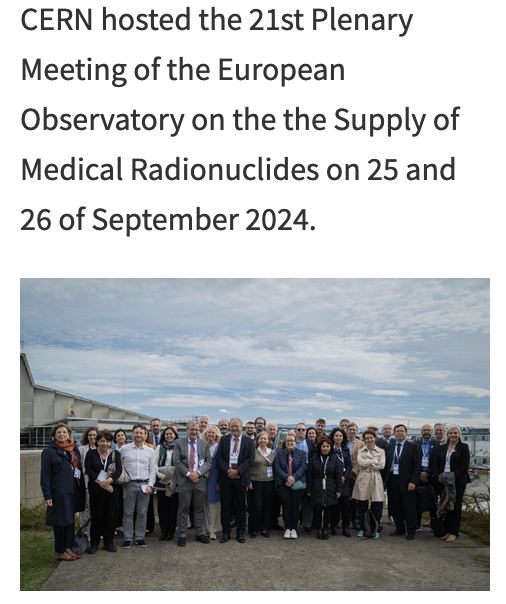 CERN hosted the 21st Plenary
Meeting of the European
Observatory on the the Supply of
Medical Radionuclides on 25 and
26 of September 2024.